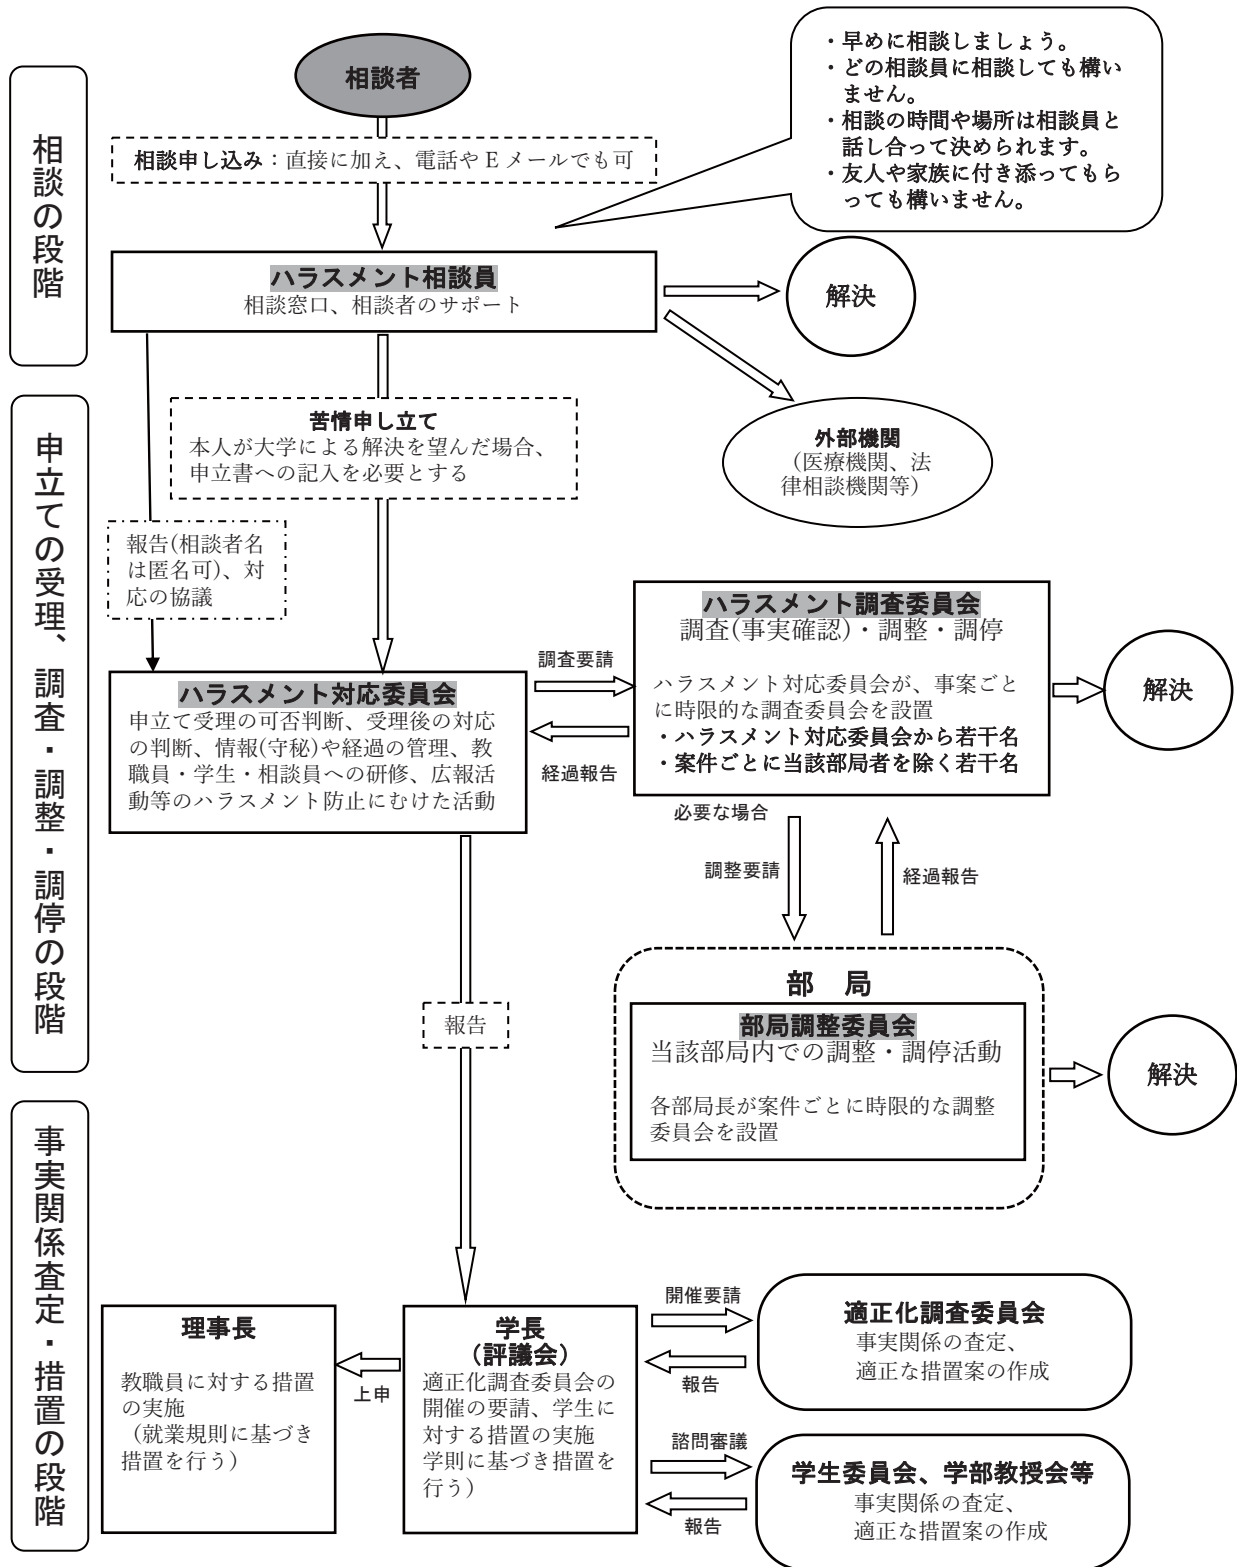 ・早めに相談しましょう。
・どの相談員に相談しても構い
ません。
・相談の時間や場所は相談員と
話し合って決められます。
・友人や家族に付き添ってもら
っても構いません。
相談の段階
相談者
相談申し込み：直接に加え、電話やEメールでも可
ハラスメント相談員
相談窓口、相談者のサポート
解決
外部機関
（医療機関、法
律相談機関等）
申立ての受理、調査・調整・調停の段階
苦情申し立て
本人が大学による解決を望んだ場合、
申立書への記入を必要とする
報告(相談者名
は匿名可)、対
応の協議
ハラスメント対応委員会
申立て受理の可否判断、受理後の対応
の判断、情報(守秘)や経過の管理、教
職員・学生・相談員への研修、広報活
動等のハラスメント防止にむけた活動
調査要請
経過報告
ハラスメント調査委員会
調査(事実確認)・調整・調停
ハラスメント対応委員会が、事案ごと
に時限的な調査委員会を設置
・ハラスメント対応委員会から若干名
・案件ごとに当該部局者を除く若干名
解決
必要な場合
調整要請
経過報告
部　局
部局調整委員会
当該部局内での調整・調停活動
各部局長が案件ごとに時限的な調整
委員会を設置
解決
報告
事実関係査定・措置の段階
理事長
教職員に対する措置
の実施
（就業規則に基づき
措置を行う）
上申
学長
（評議会）
適正化調査委員会の
開催の要請、学生に
対する措置の実施
学則に基づき措置を
行う）
開催要請
報告
適正化調査委員会
事実関係の査定、
適正な措置案の作成
諮問審議
報告
学生委員会、学部教授会等
事実関係の査定、
適正な措置案の作成